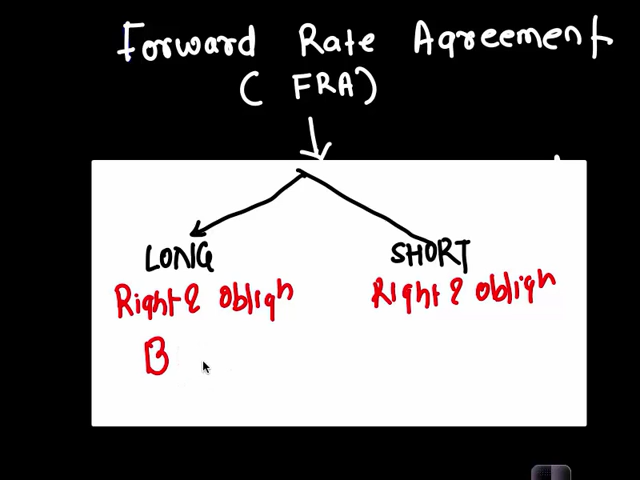 Forward Rate Agreement
( FRA )
LONG SHORT
Right & Oblign Right & Oblign
B